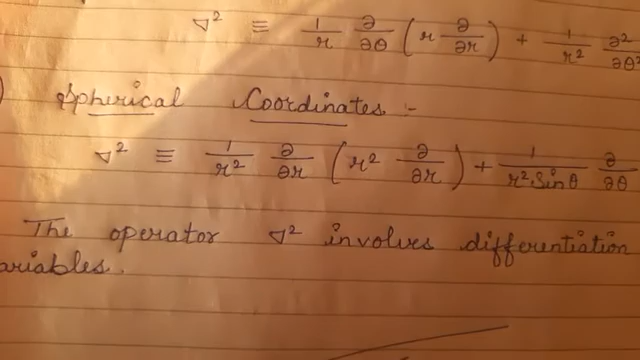 ∇² ≡ 1/r ∂/∂θ (r ∂/∂r) + 1/r² ∂²/∂θ²
Spherical Coordinates :-
∇² ≡ 1/r² ∂/∂r (r² ∂/∂r) + 1/r² Sinθ ∂/∂θ
The operator ∇² involves differentiation
ariables.